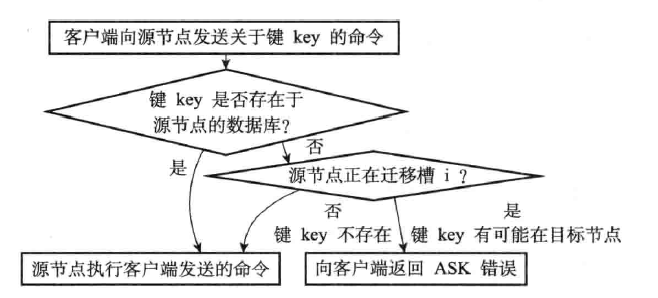 客户端向源节点发送关于键 key 的命令
键 key 是否存在于
源节点的数据库?
否
是
源节点正在迁移槽 i ?
否
是
键 key 不存在
键 key 有可能在目标节点
源节点执行客户端发送的命令
向客户端返回 ASK 错误